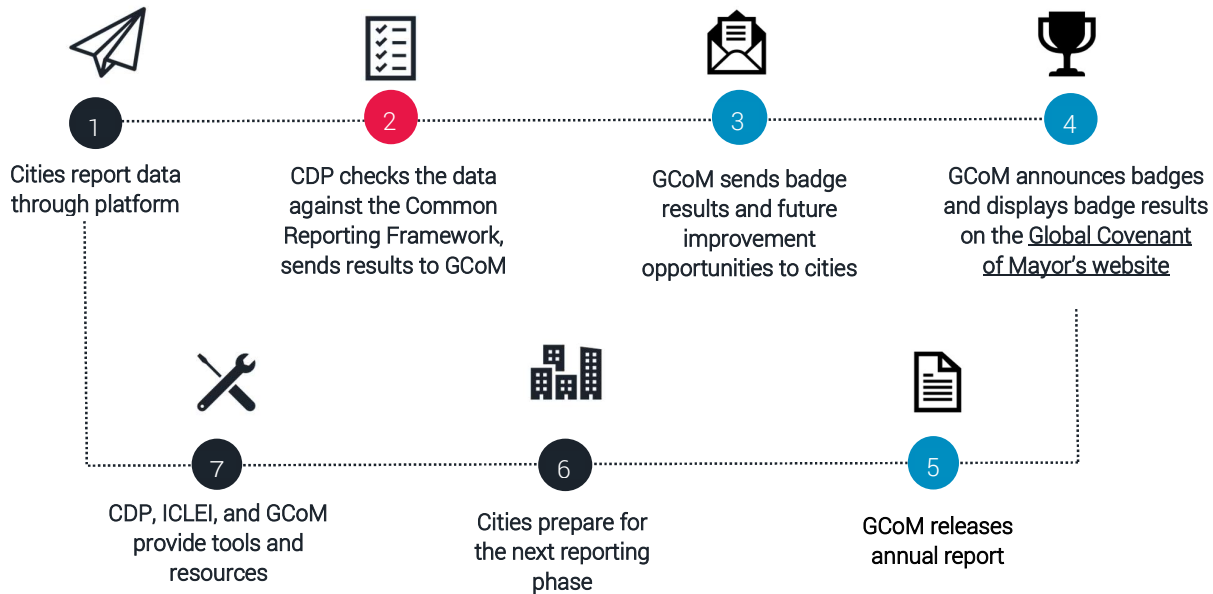 1
Cities report data
through platform
2
CDP checks the data
against the Common
Reporting Framework,
sends results to GCoM
3
GCoM sends badge
results and future
improvement
opportunities to cities
4
GCoM announces badges
and displays badge results
on the Global Covenant
of Mayor's website
7
CDP, ICLEI, and GCoM
provide tools and
resources
6
Cities prepare for
the next reporting
phase
5
GCoM releases
annual report